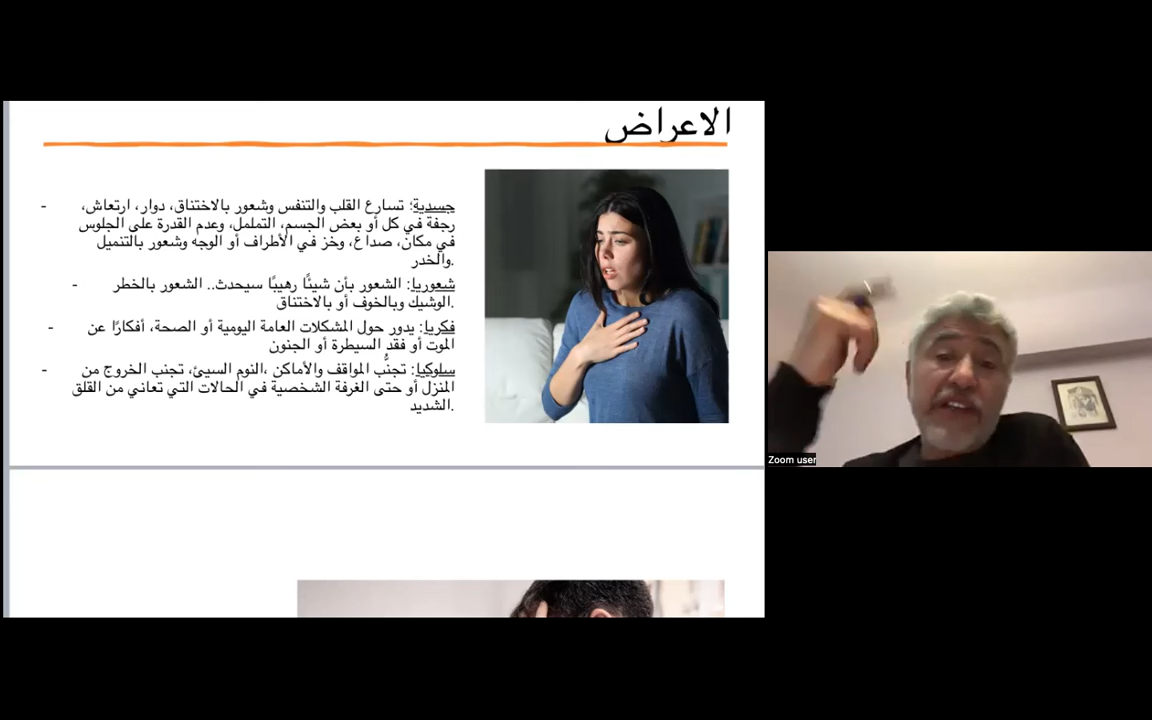 الاعراض
- جسدية: تسارع القلب والتنفس وشعور بالاختناق، دوار، ارتعاش،
رجفة في كل أو بعض الجسم، التململ، وعدم القدرة على الجلوس
في مكان، صداع، وخز في الأطراف أو الوجه وشعور بالتنميل
.والخدر
- شعوريا: الشعور بأن شيئًا رهيبًا سيحدث.. الشعور بالخطر
.الوشيك وبالخوف أو بالاختناق
- فكريا: يدور حول المشكلات العامة اليومية أو الصحة، أفكارًا عن
الموت أو فقد السيطرة أو الجنون
- سلوكيا: تجنُّب المواقف والأماكن ،النوم السيئ، تجنب الخروج من
المنزل أو حتى الغرفة الشخصية في الحالات التي تعاني من القلق
.الشديد
Zoom user